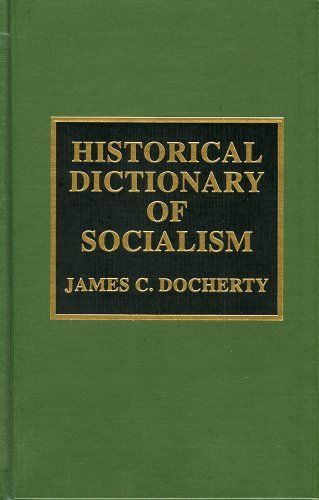 HISTORICAL
DICTIONARY
OF
SOCIALISM
JAMES C. DOCHERTY